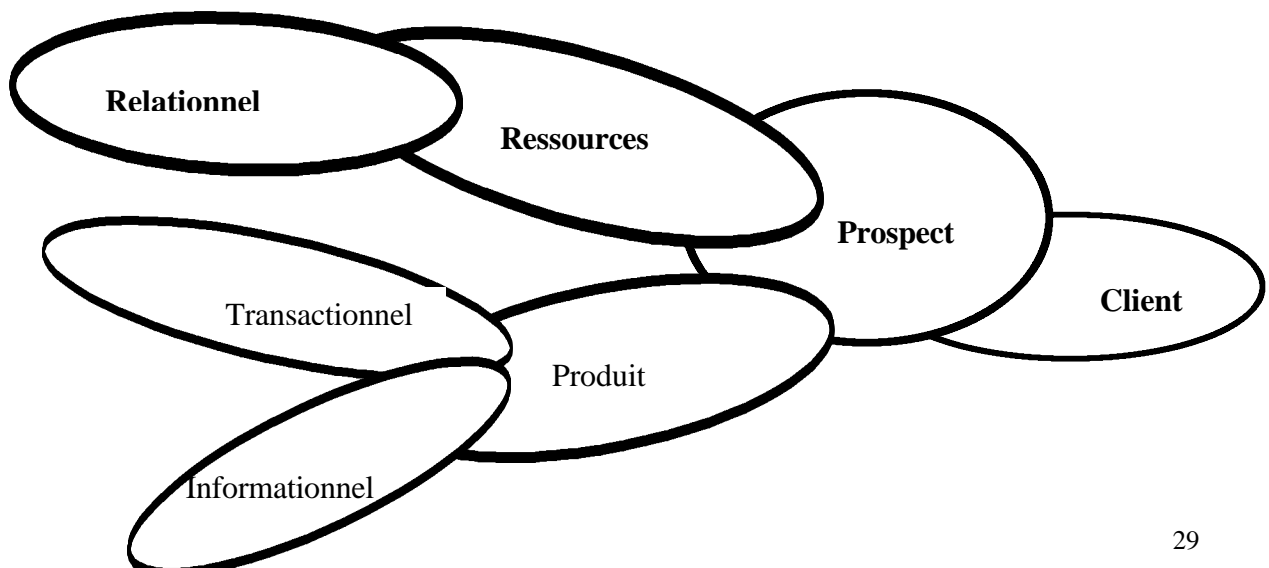 Relationnel
Ressources
Prospect
Client
Transactionnel
Produit
Informationnel
29